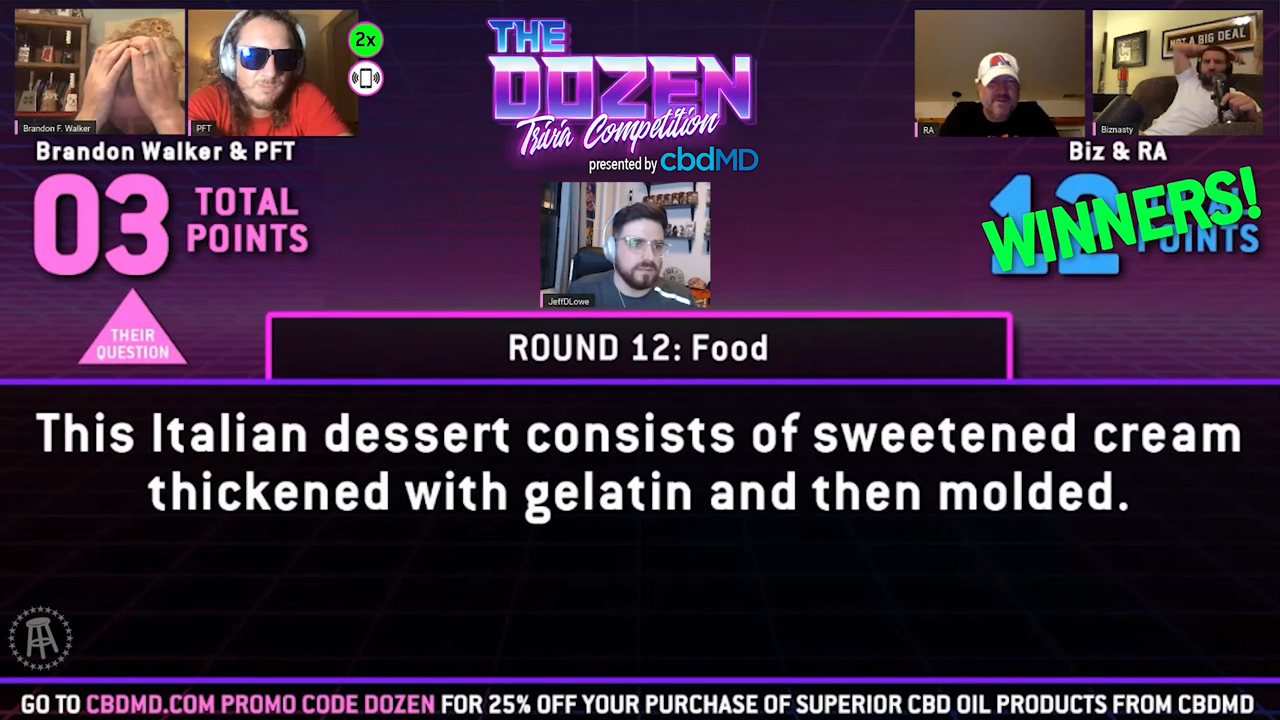 Brandon F. Walker
PFT
2x
THE
DOZEN
Trivia Competition
presented by cbdMD
RA
NOT A BIG DEAL
Biznasty
Brandon Walker & PFT
Biz & RA
03 TOTAL
POINTS
12 TOTAL
POINTS
WINNERS!
JeffDLowe
THEIR
QUESTION
ROUND 12: Food
This Italian dessert consists of sweetened cream
thickened with gelatin and then molded.
GO TO CBDMD.COM PROMO CODE DOZEN FOR 25% OFF YOUR PURCHASE OF SUPERIOR CBD OIL PRODUCTS FROM CBDMD